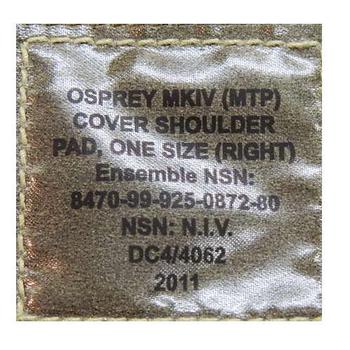 OSPREY MKIV (MTP)
COVER SHOULDER
PAD, ONE SIZE (RIGHT)
Ensemble NSN:
8470-99-925-0872-80
NSN: N.I.V.
DC4/4062
2011